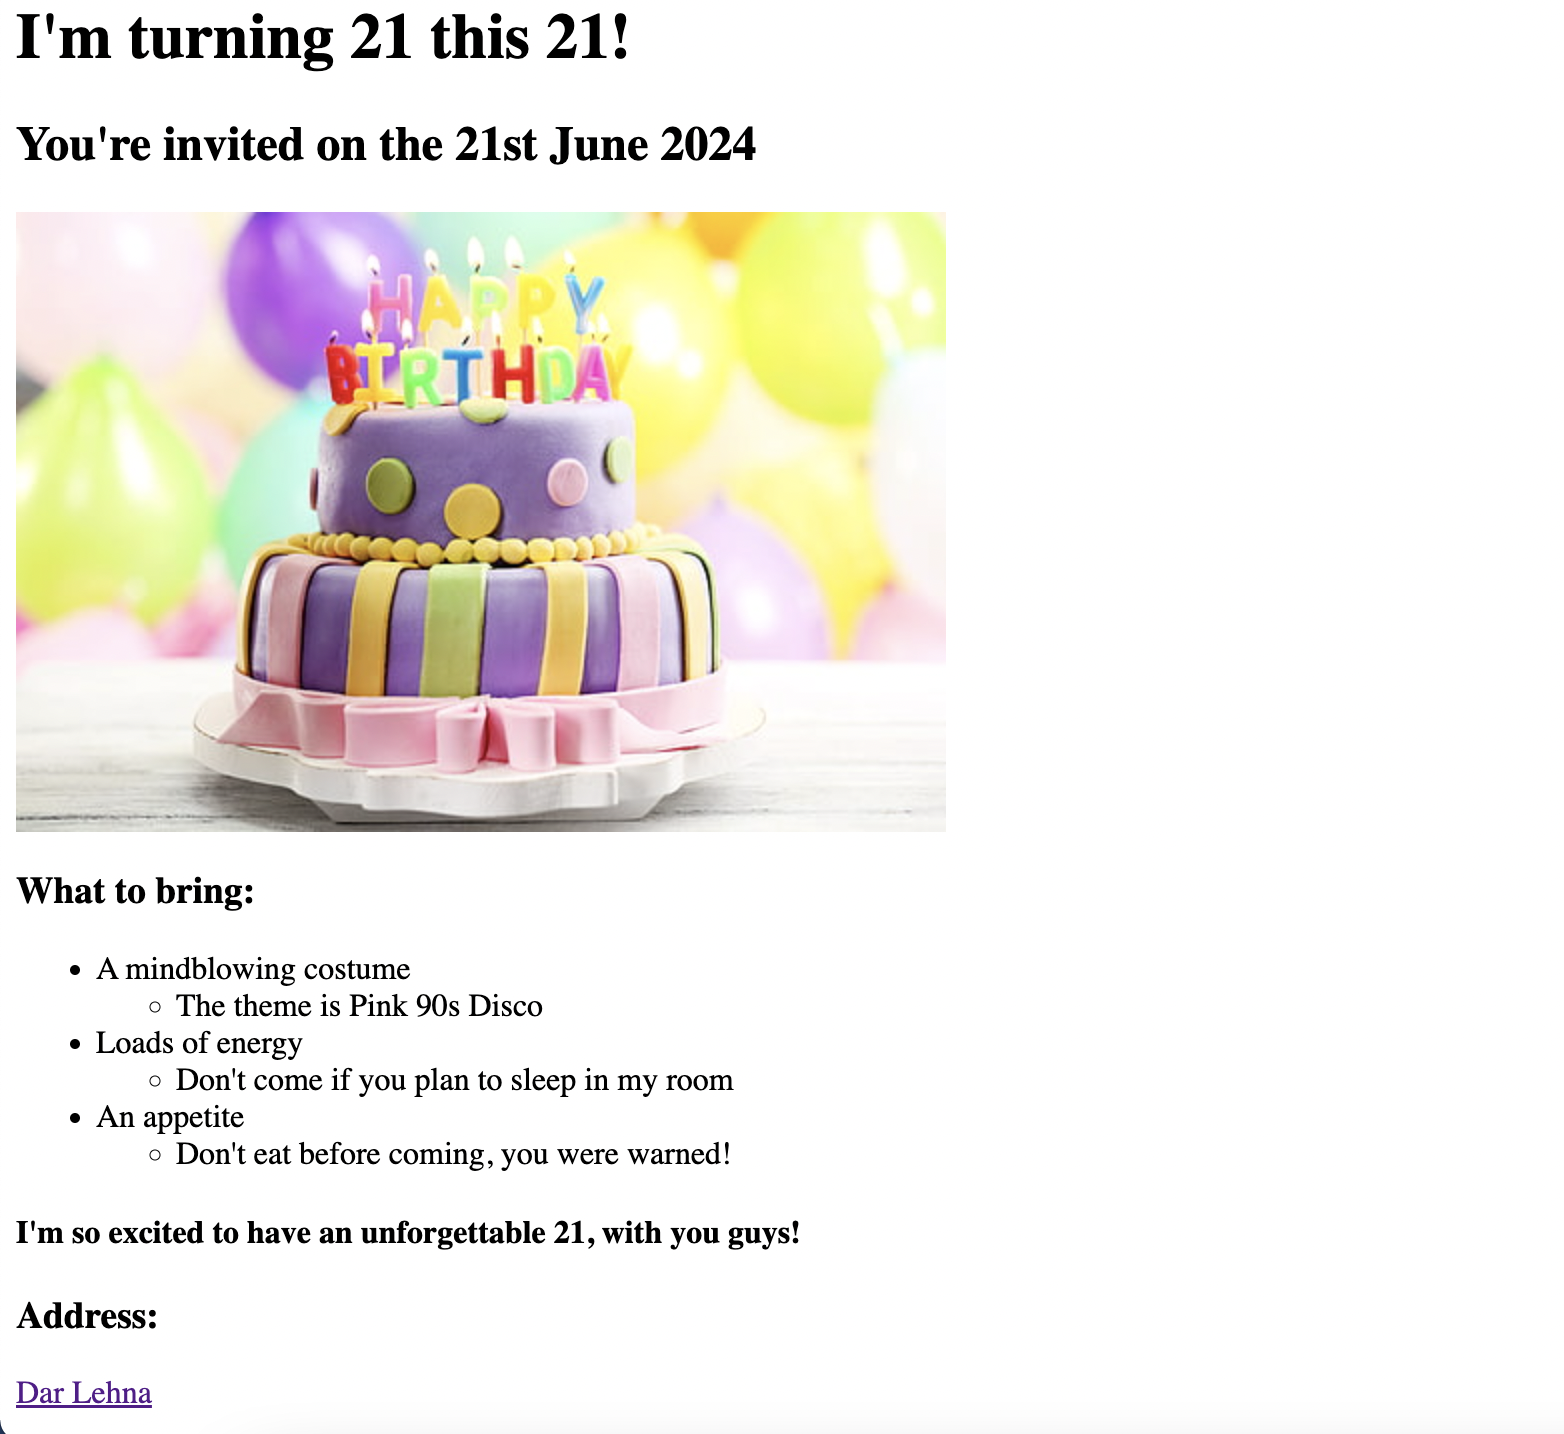 I'm turning 21 this 21!
You're invited on the 21st June 2024
HAPPY
BIRTHDAY
What to bring:
A mindblowing costume
The theme is Pink 90s Disco
Loads of energy
Don't come if you plan to sleep in my room
An appetite
Don't eat before coming, you were warned!
I'm so excited to have an unforgettable 21, with you guys!
Address:
Dar Lehna